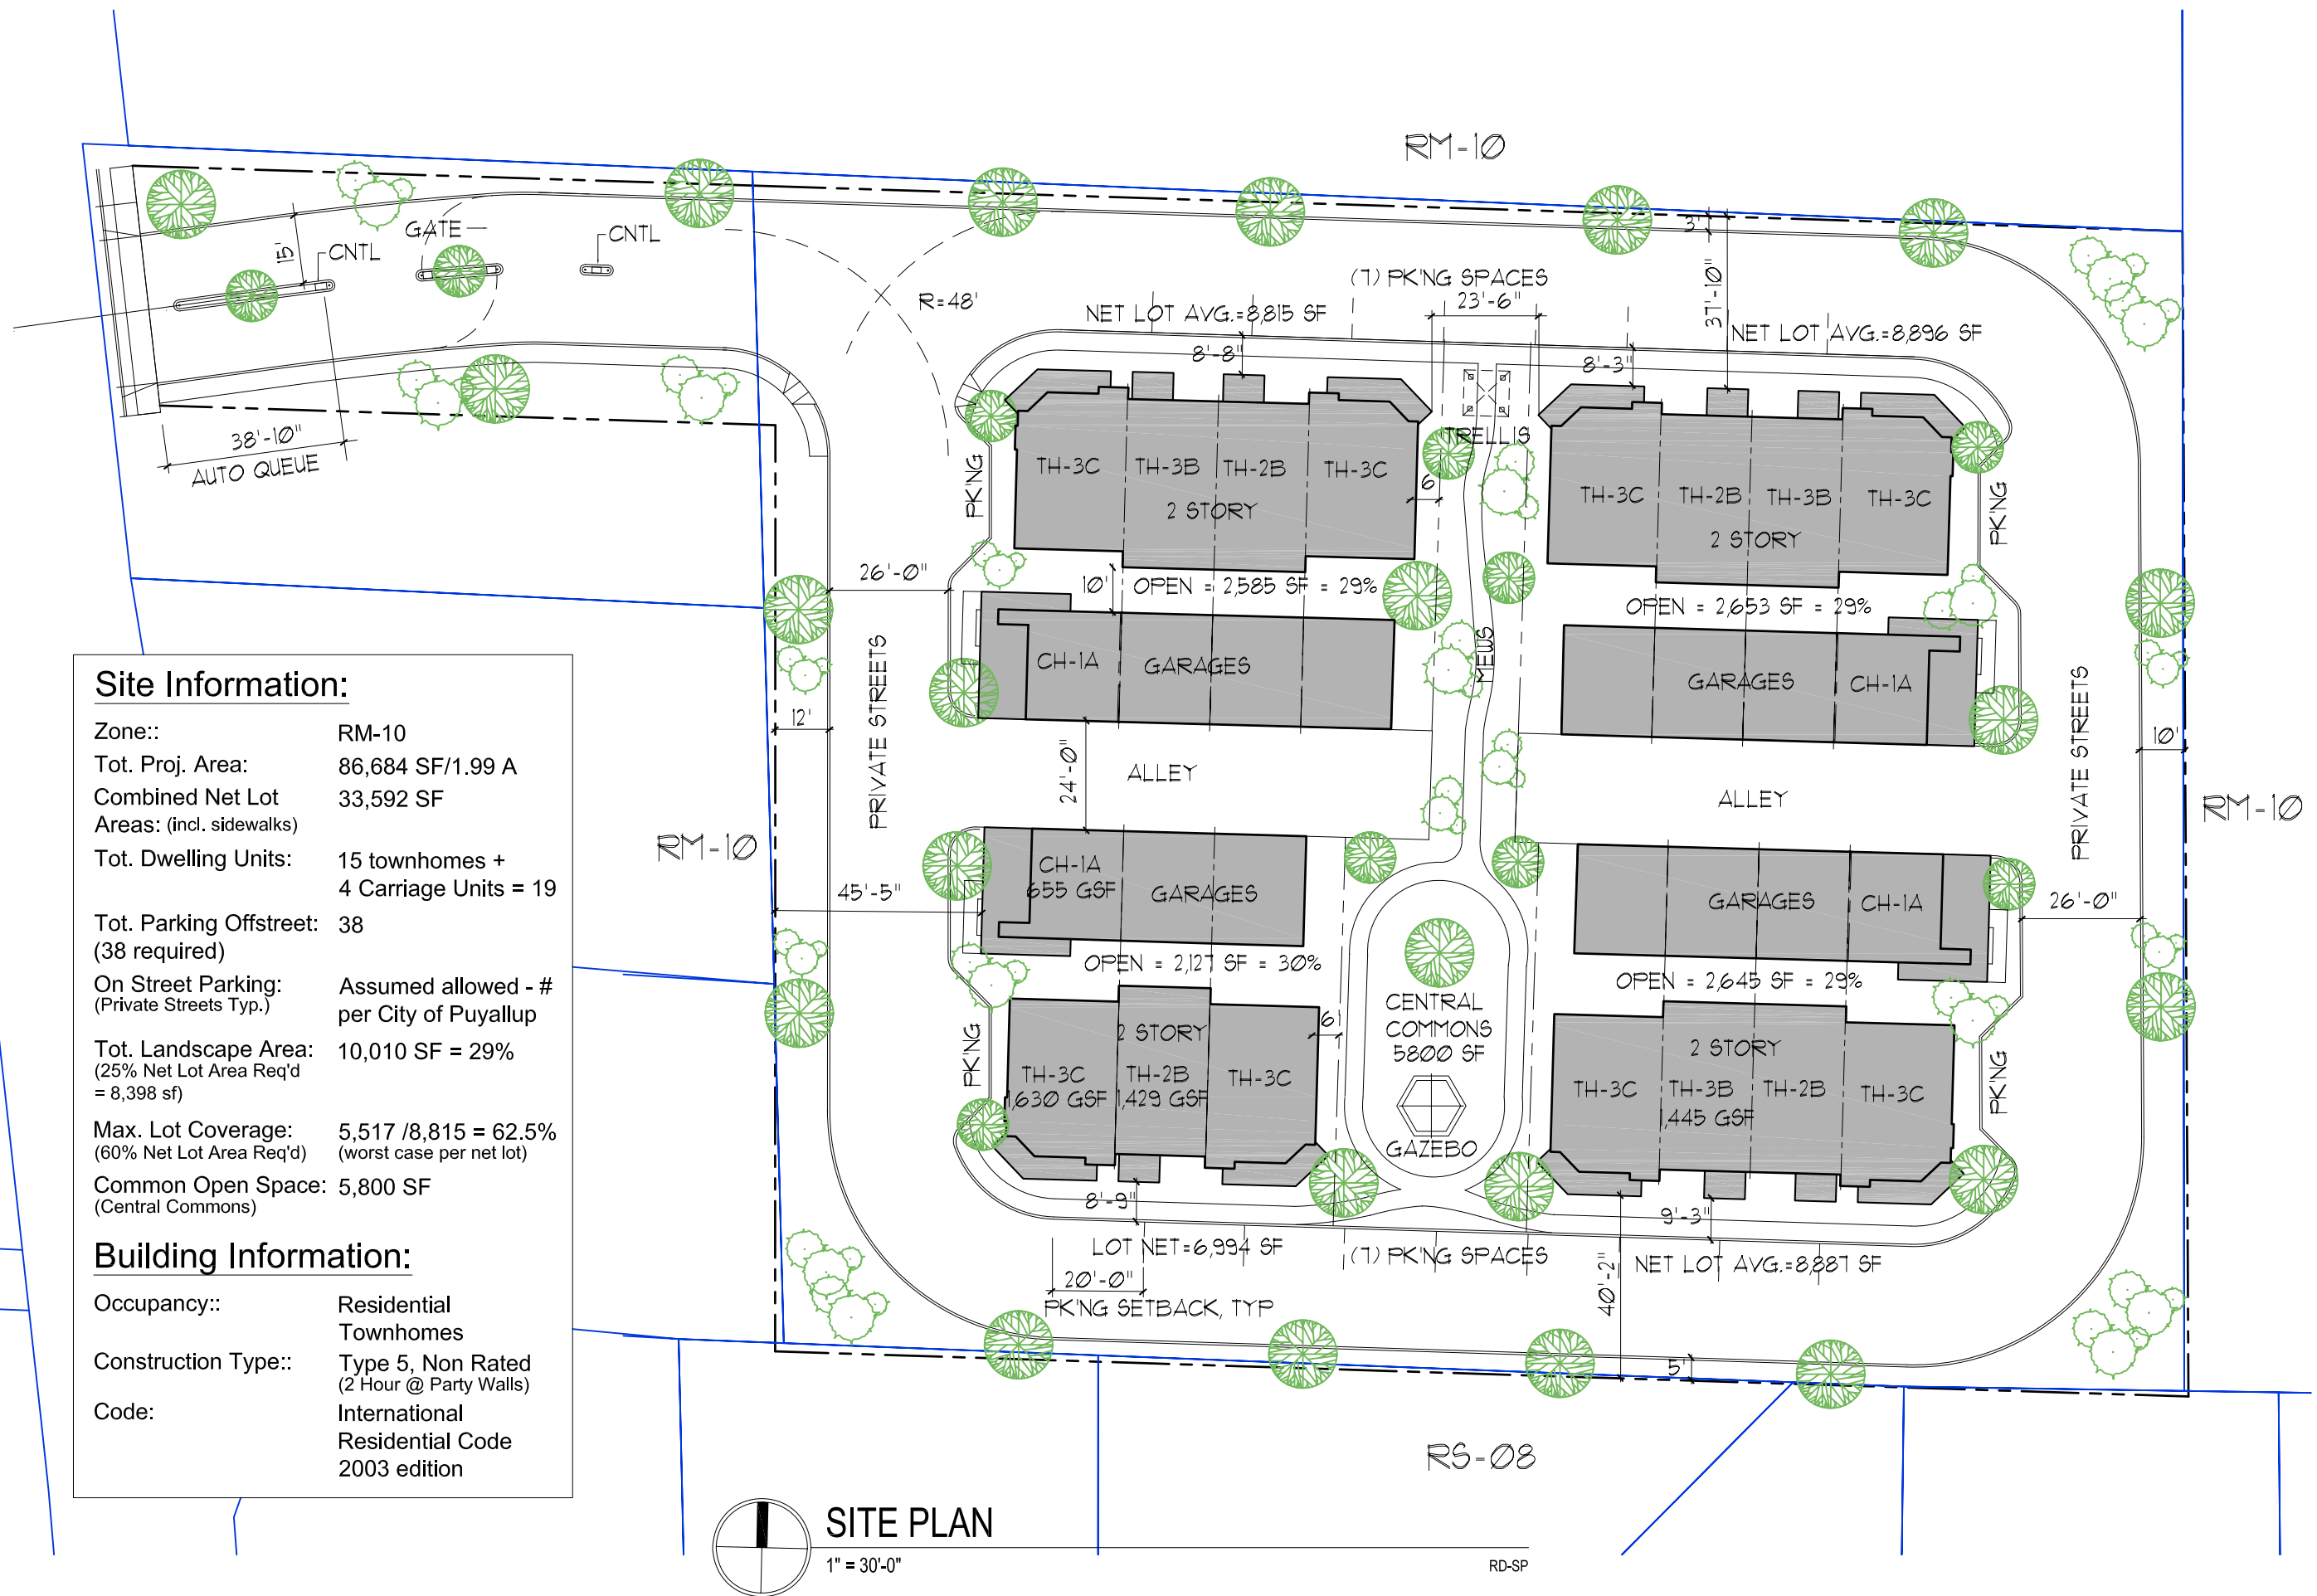 RM-10
GATE
CNTL
15'
CNTL
R=48'
(7) PK'NG SPACES
23'-6"
3'
37'-10"
NET LOT AVG.=8,815 SF
NET LOT AVG.=8,896 SF
8'-8"
8'-3"
38'-10"
AUTO QUEUE
TRELLIS
PK'NG
TH-3C
TH-3B
TH-2B
TH-3C
2 STORY
6'
TH-3C
TH-2B
TH-3B
TH-3C
2 STORY
PK'NG
26'-0"
10'
OPEN = 2,585 SF = 29%
OPEN = 2,653 SF = 29%
PRIVATE STREETS
CH-1A
GARAGES
MEWS
GARAGES
CH-1A
PRIVATE STREETS
12'
10'
24'-0"
ALLEY
ALLEY
RM-10
RM-10
45'-5"
CH-1A
655 GSF
GARAGES
GARAGES
CH-1A
26'-0"
OPEN = 2,127 SF = 30%
OPEN = 2,645 SF = 29%
CENTRAL
COMMONS
5800 SF
GAZEBO
PK'NG
2 STORY
6'
TH-3C
1,630 GSF
TH-2B
1,429 GSF
TH-3C
2 STORY
TH-3C
TH-3B
1,445 GSF
TH-2B
TH-3C
PK'NG
8'-9"
9'-3"
LOT NET=6,994 SF
(7) PK'NG SPACES
NET LOT AVG.=8,887 SF
20'-0"
PK'NG SETBACK, TYP
40'-2"
5'
RS-08
Site Information:
Zone:: RM-10
Tot. Proj. Area: 86,684 SF/1.99 A
Combined Net Lot 33,592 SF
Areas: (incl. sidewalks)
Tot. Dwelling Units: 15 townhomes +
4 Carriage Units = 19
Tot. Parking Offstreet: 38
(38 required)
On Street Parking: Assumed allowed - #
(Private Streets Typ.) per City of Puyallup
Tot. Landscape Area: 10,010 SF = 29%
(25% Net Lot Area Req'd
= 8,398 sf)
Max. Lot Coverage: 5,517 /8,815 = 62.5%
(60% Net Lot Area Req'd) (worst case per net lot)
Common Open Space: 5,800 SF
(Central Commons)
Building Information:
Occupancy:: Residential
Townhomes
Construction Type:: Type 5, Non Rated
(2 Hour @ Party Walls)
Code: International
Residential Code
2003 edition
SITE PLAN
1" = 30'-0"
RD-SP